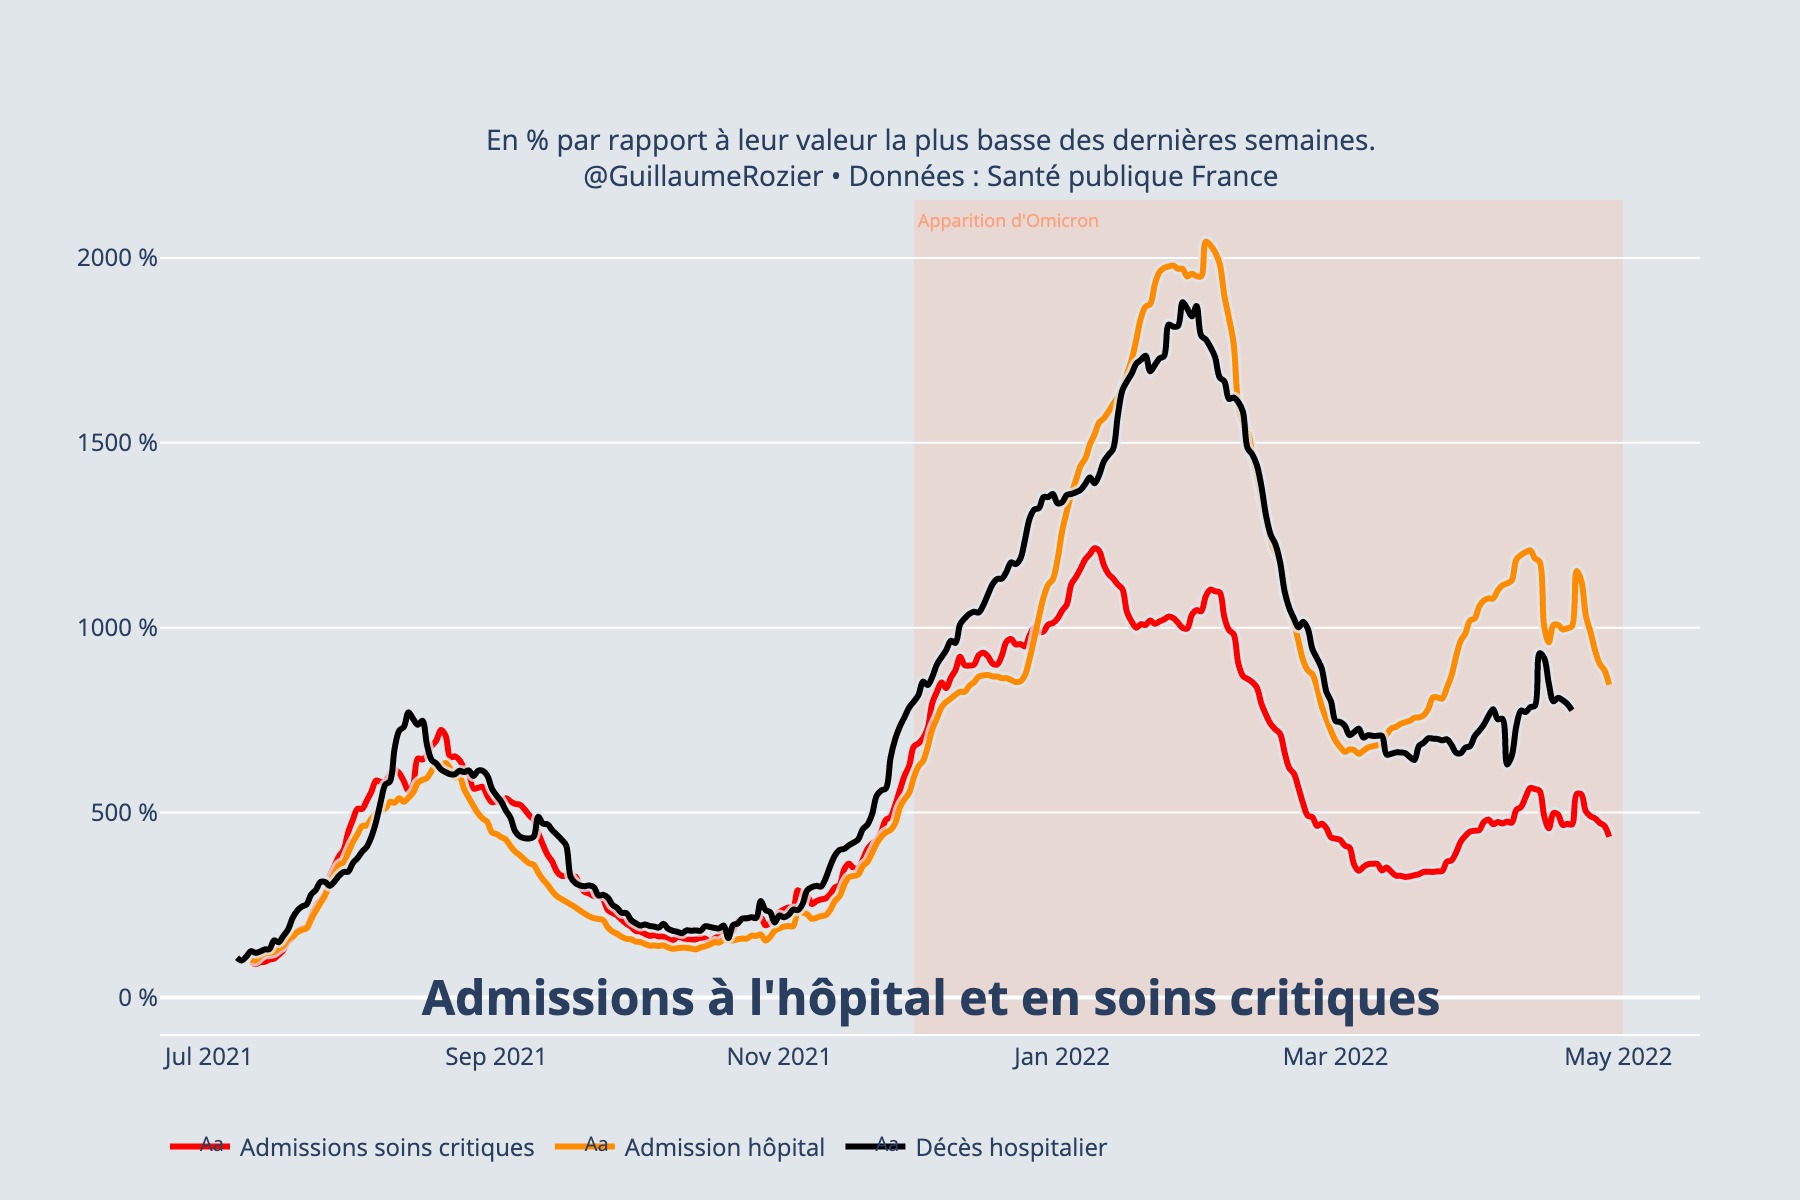 En % par rapport à leur valeur la plus basse des dernières semaines.
@GuillaumeRozier • Données : Santé publique France
Apparition d'Omicron
2000 %
1500 %
1000 %
500 %
0 %
Admissions à l'hôpital et en soins critiques
Jul 2021 Sep 2021 Nov 2021 Jan 2022 Mar 2022 May 2022
Aa Admissions soins critiques Aa Admission hôpital Aa Décès hospitalier